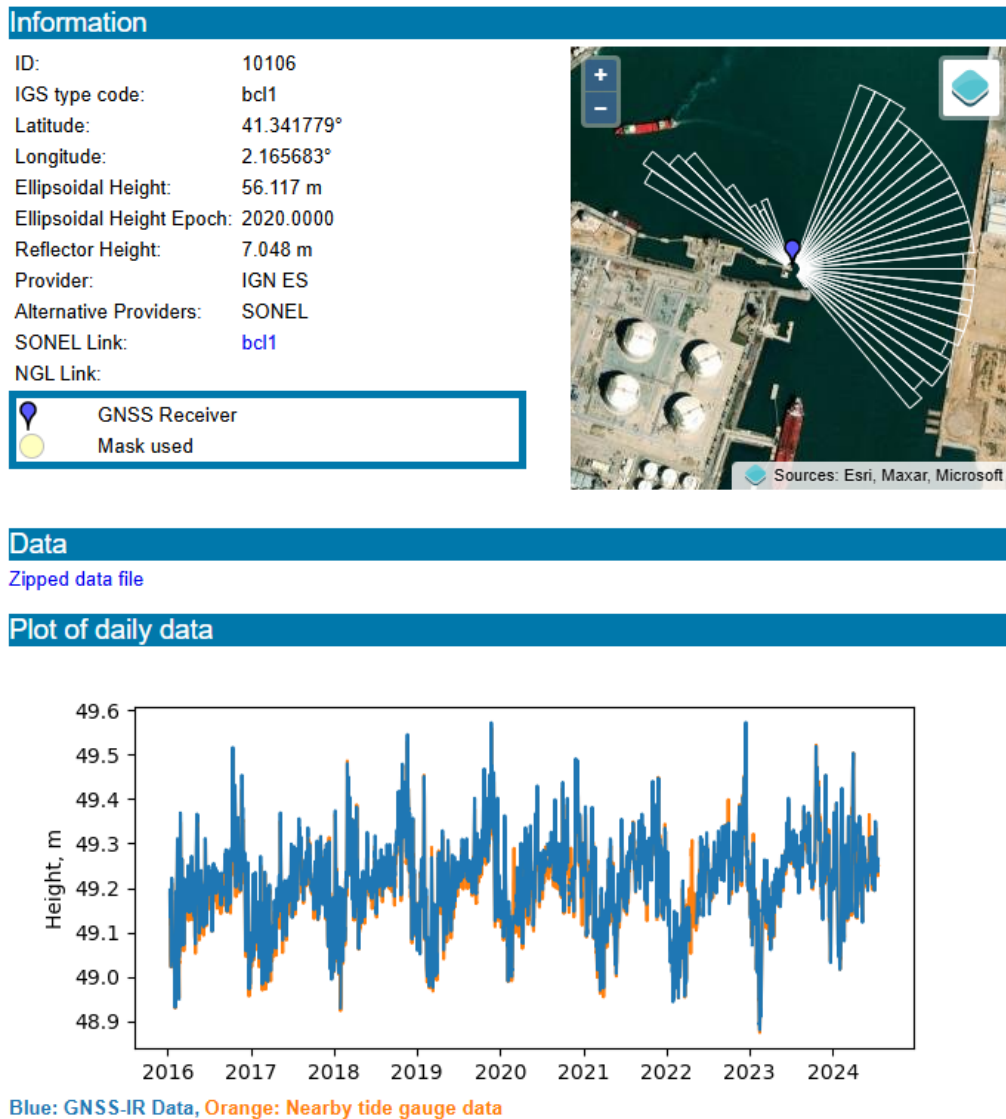 Information
ID: 10106
IGS type code: bcl1
Latitude: 41.341779°
Longitude: 2.165683°
Ellipsoidal Height: 56.117 m
Ellipsoidal Height Epoch: 2020.0000
Reflector Height: 7.048 m
Provider: IGN ES
Alternative Providers: SONEL
SONEL Link: bcl1
NGL Link:
GNSS Receiver
Mask used
+
−
Sources: Esri, Maxar, Microsoft
Data
Zipped data file
Plot of daily data
Height, m
49.6
49.5
49.4
49.3
49.2
49.1
49.0
48.9
2016 2017 2018 2019 2020 2021 2022 2023 2024
Blue: GNSS-IR Data, Orange: Nearby tide gauge data